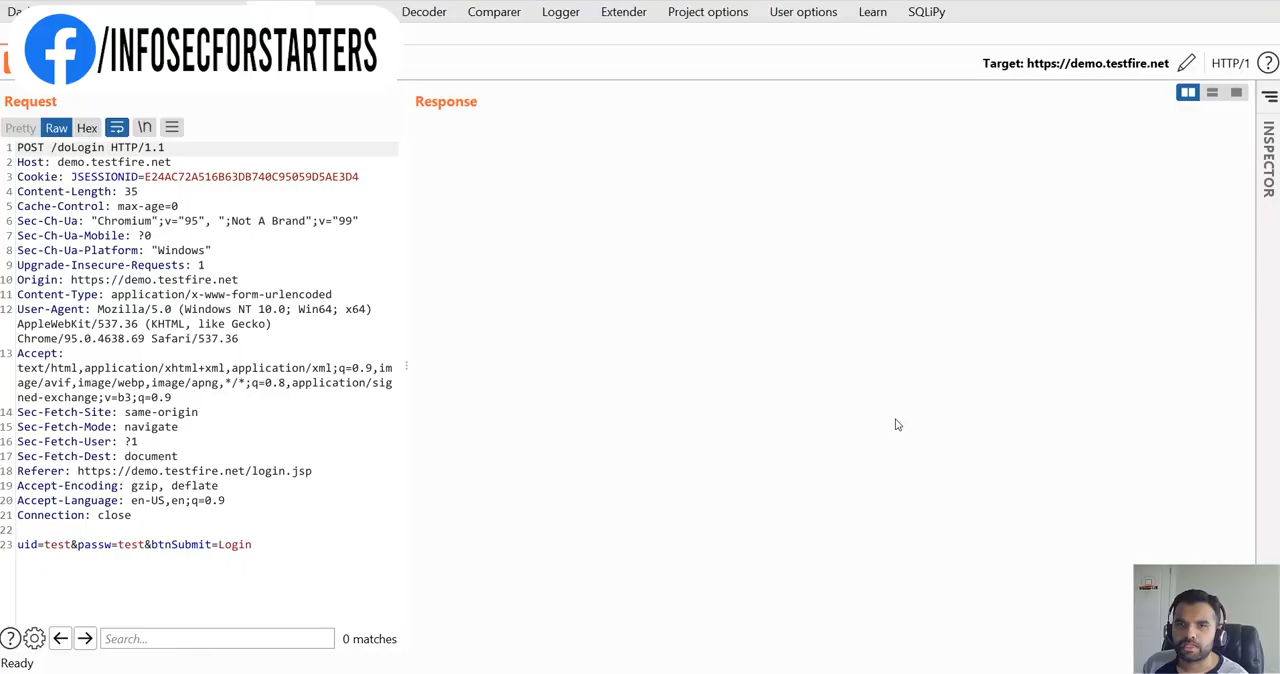 Decoder Comparer Logger Extender Project options User options Learn SQLiPy
/INFOSECFORSTARTERS
Target: https://demo.testfire.net HTTP/1 ?
Request
Response
Pretty Raw Hex \n
1 POST /doLogin HTTP/1.1
2 Host: demo.testfire.net
3 Cookie: JSESSIONID=E24AC72A516B63DB740C95059D5AE3D4
4 Content-Length: 35
5 Cache-Control: max-age=0
6 Sec-Ch-Ua: "Chromium";v="95", ";Not A Brand";v="99"
7 Sec-Ch-Ua-Mobile: ?0
8 Sec-Ch-Ua-Platform: "Windows"
9 Upgrade-Insecure-Requests: 1
10 Origin: https://demo.testfire.net
11 Content-Type: application/x-www-form-urlencoded
12 User-Agent: Mozilla/5.0 (Windows NT 10.0; Win64; x64)
AppleWebKit/537.36 (KHTML, like Gecko)
Chrome/95.0.4638.69 Safari/537.36
13 Accept:
text/html,application/xhtml+xml,application/xml;q=0.9,im
age/avif,image/webp,image/apng,*/*;q=0.8,application/sig
ned-exchange;v=b3;q=0.9
14 Sec-Fetch-Site: same-origin
15 Sec-Fetch-Mode: navigate
16 Sec-Fetch-User: ?1
17 Sec-Fetch-Dest: document
18 Referer: https://demo.testfire.net/login.jsp
19 Accept-Encoding: gzip, deflate
20 Accept-Language: en-US,en;q=0.9
21 Connection: close
22
23 uid=test&passw=test&btnSubmit=Login
INSPECTOR
? Search... 0 matches
Ready